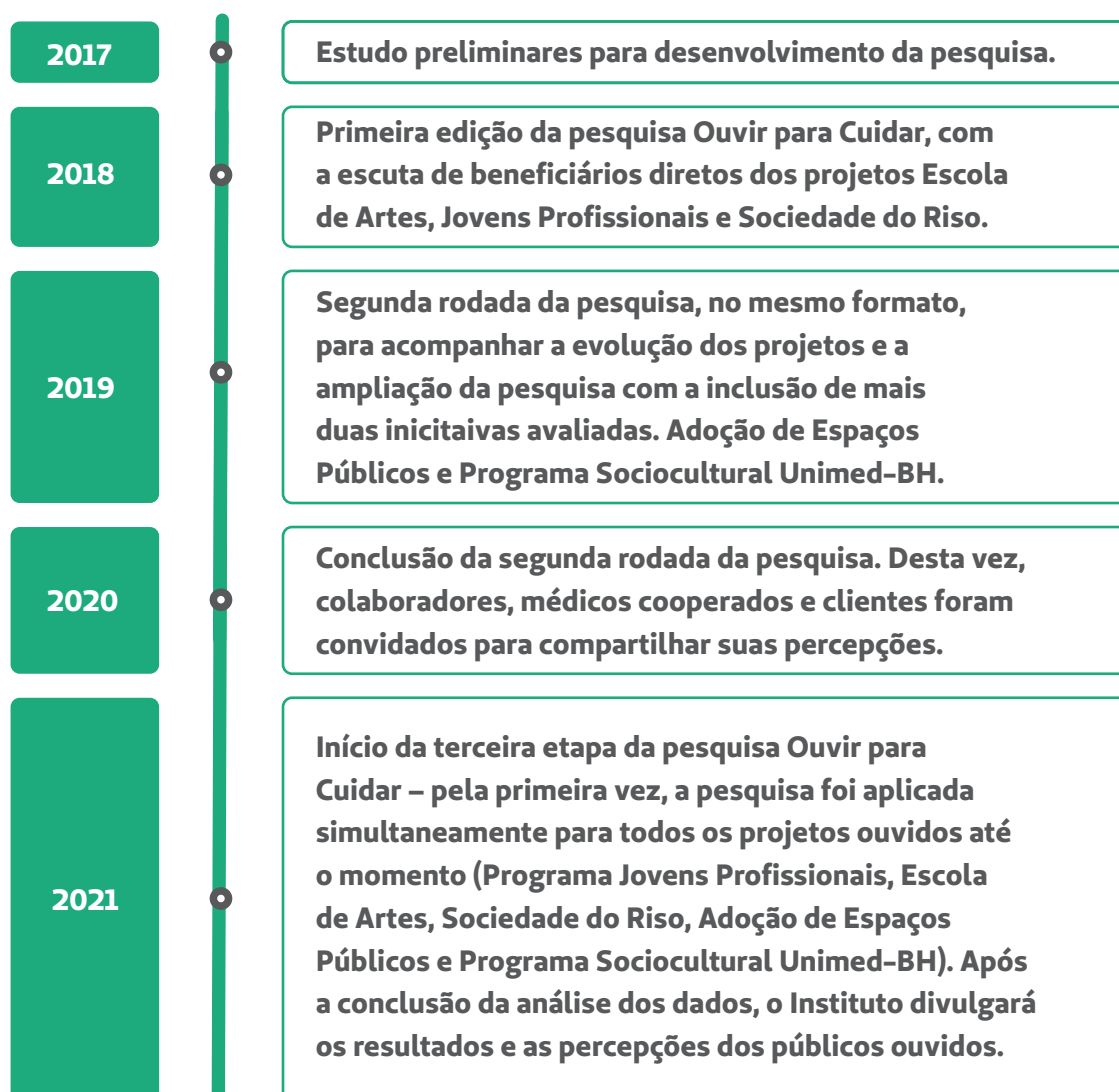 2017
Estudo preliminares para desenvolvimento da pesquisa.
2018
Primeira edição da pesquisa Ouvir para Cuidar, com
a escuta de beneficiários diretos dos projetos Escola
de Artes, Jovens Profissionais e Sociedade do Riso.
2019
Segunda rodada da pesquisa, no mesmo formato,
para acompanhar a evolução dos projetos e a
ampliação da pesquisa com a inclusão de mais
duas inicitaivas avaliadas. Adoção de Espaços
Públicos e Programa Sociocultural Unimed-BH.
2020
Conclusão da segunda rodada da pesquisa. Desta vez,
colaboradores, médicos cooperados e clientes foram
convidados para compartilhar suas percepções.
2021
Início da terceira etapa da pesquisa Ouvir para
Cuidar – pela primeira vez, a pesquisa foi aplicada
simultaneamente para todos os projetos ouvidos até
o momento (Programa Jovens Profissionais, Escola
de Artes, Sociedade do Riso, Adoção de Espaços
Públicos e Programa Sociocultural Unimed-BH). Após
a conclusão da análise dos dados, o Instituto divulgará
os resultados e as percepções dos públicos ouvidos.